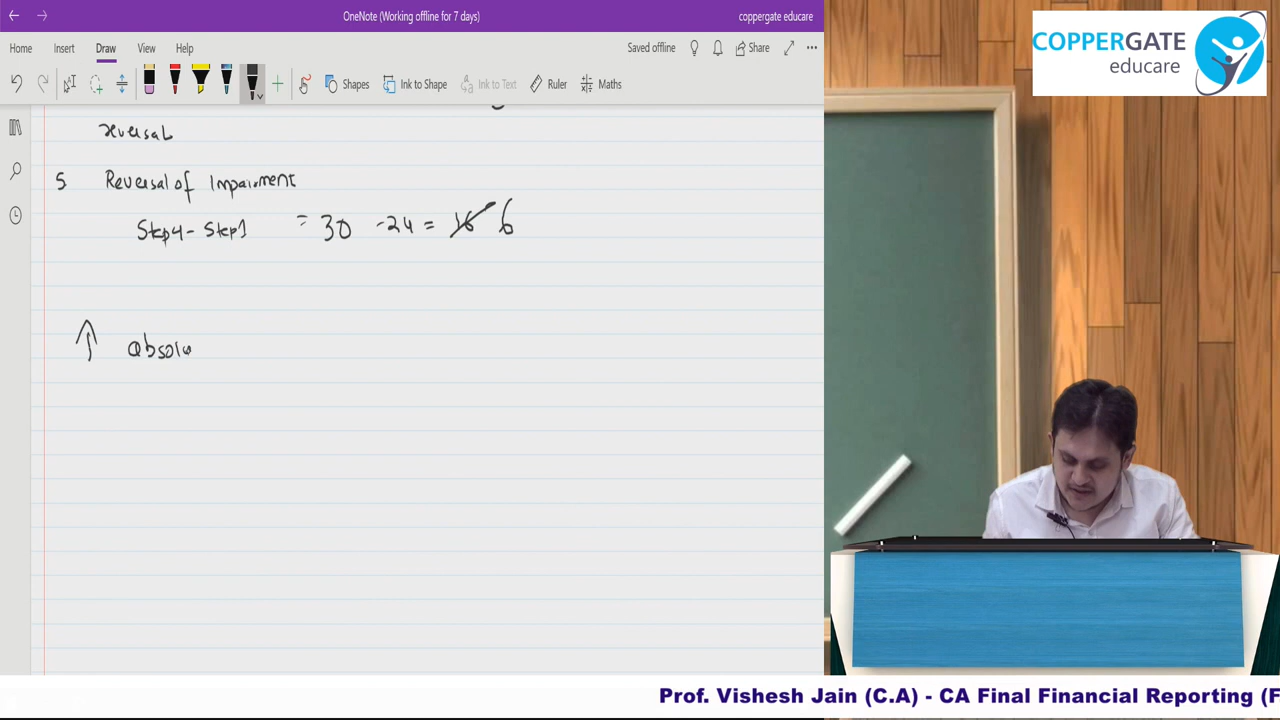 OneNote (Working offline for 7 days)
coppergate educare
Home Insert Draw View Help
Saved offline
Share
Shapes
Ink to Shape
Ink to Text
Ruler
Maths
COPPERGATE
educare
reversal
5 Reversal of Impairment
Step4 - Step1 = 30 - 24 = 16 6
↑ absolu
Prof. Vishesh Jain (C.A) - CA Final Financial Reporting (F